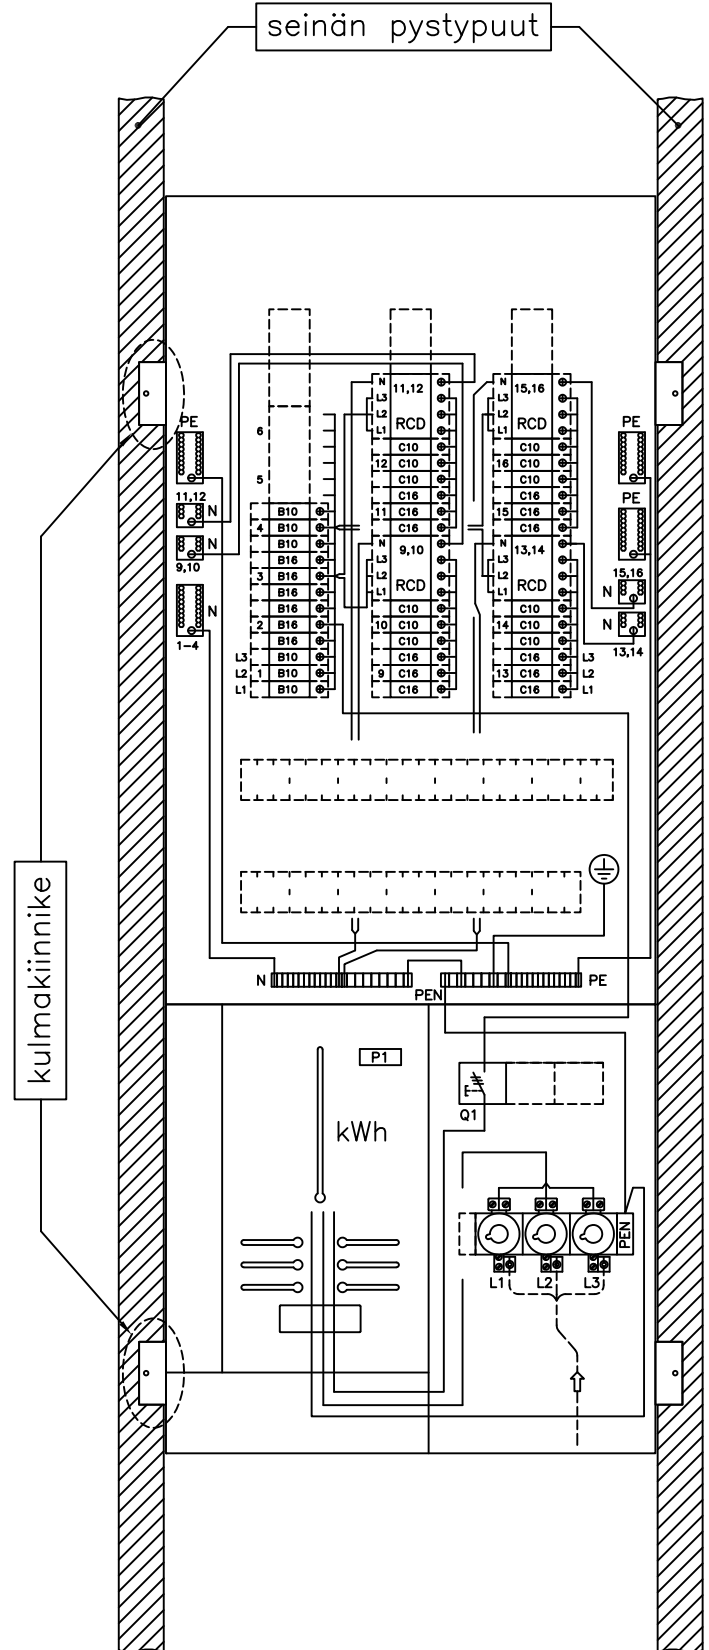 seinän pystypuut
N 11,12
15,16
L3
L3
PE
L2
L2
PE
6
L1
RCD
L1
RCD
C10
C10
12 C10
16 C10
5
C10
C10
11,12
C16
C16
PE
B10
11 C16
15 C16
N
4 B10
C16
C16
B10
N 9,10
N 13,14
N
B16
L3
L3
9,10
3 B16
L2
L2
15,16
B16
L1
RCD
L1
RCD
N
B16
C10
C10
N
2 B16
10 C10
14 C10
N
1-4
B16
C10
C10
13,14
L3 B10
C16
C16 L3
L2 1 B10
9 C16
13 C16 L2
L1 B10
C16
C16 L1
kulmakiinnike
N
PEN
PE
P1
Q1
kWh
PEN
L1
L2
L3